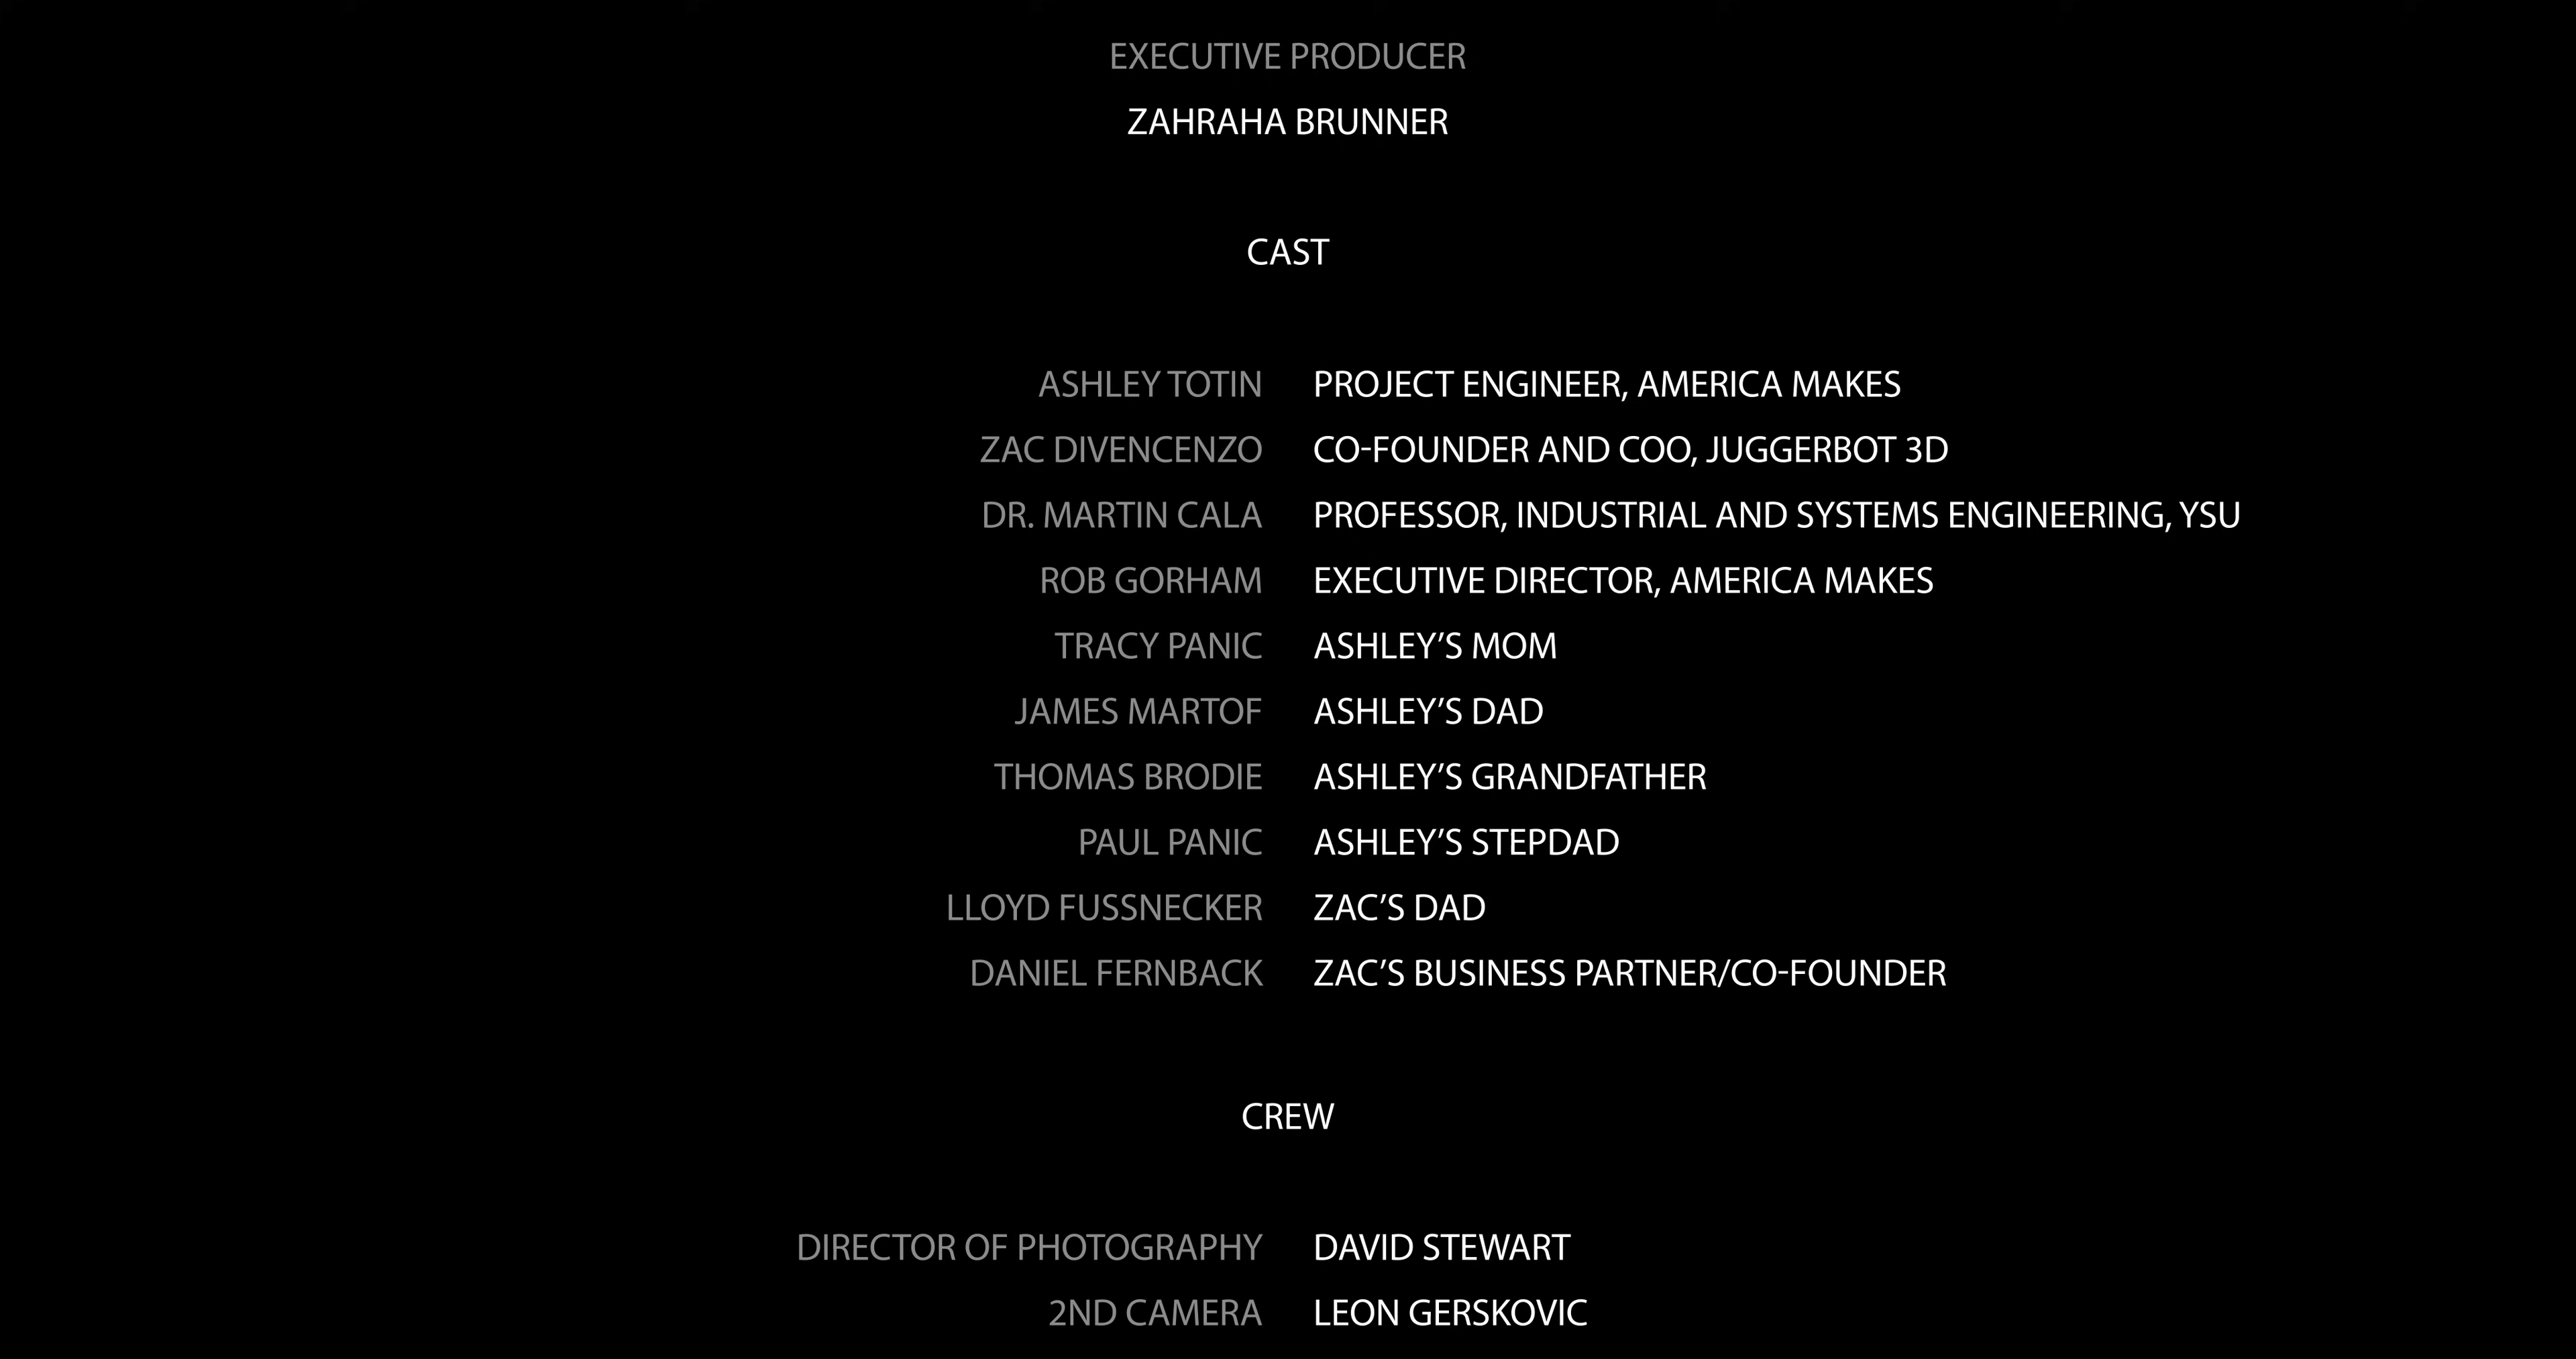 EXECUTIVE PRODUCER
ZAHRAHA BRUNNER
CAST
ASHLEY TOTIN PROJECT ENGINEER, AMERICA MAKES
ZAC DIVENCENZO CO-FOUNDER AND COO, JUGGERBOT 3D
DR. MARTIN CALA PROFESSOR, INDUSTRIAL AND SYSTEMS ENGINEERING, YSU
ROB GORHAM EXECUTIVE DIRECTOR, AMERICA MAKES
TRACY PANIC ASHLEY’S MOM
JAMES MARTOF ASHLEY’S DAD
THOMAS BRODIE ASHLEY’S GRANDFATHER
PAUL PANIC ASHLEY’S STEPDAD
LLOYD FUSSNECKER ZAC’S DAD
DANIEL FERNBACK ZAC’S BUSINESS PARTNER/CO-FOUNDER
CREW
DIRECTOR OF PHOTOGRAPHY DAVID STEWART
2ND CAMERA LEON GERSKOVIC